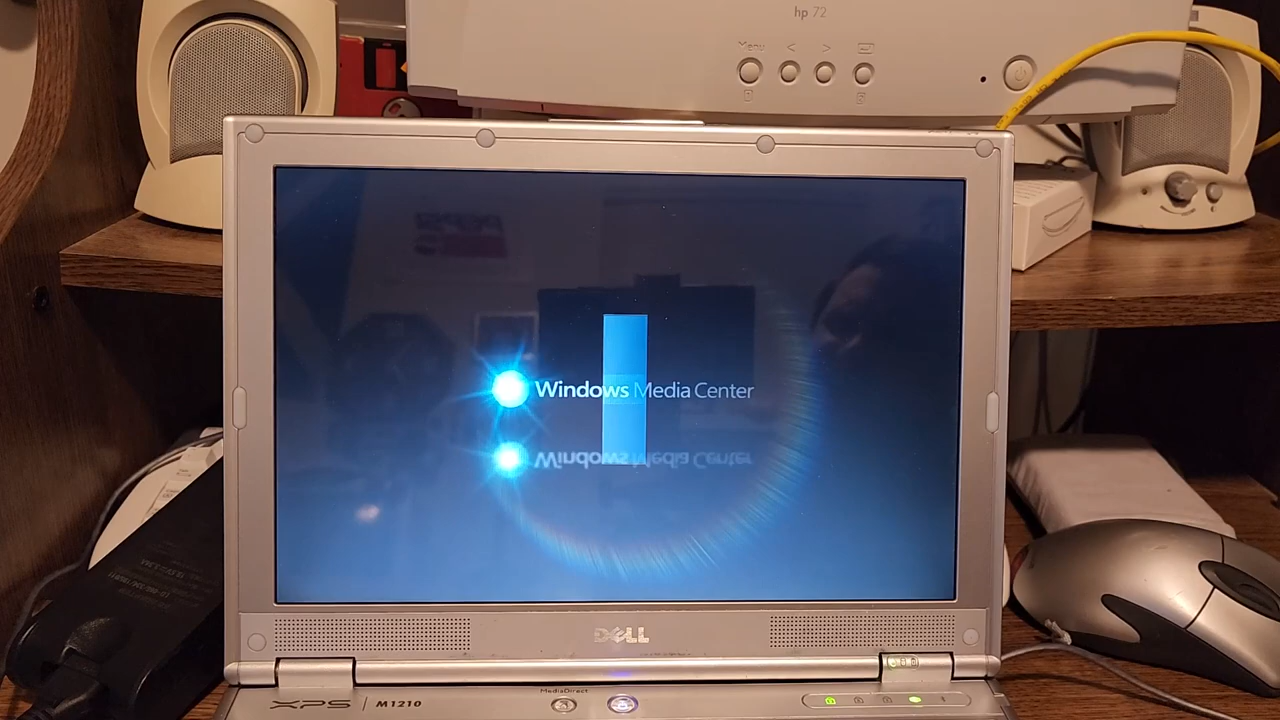 hp 72
Menu < >
Windows Media Center
Windows Media Center
DELL
MediaDirect
XPS M1210